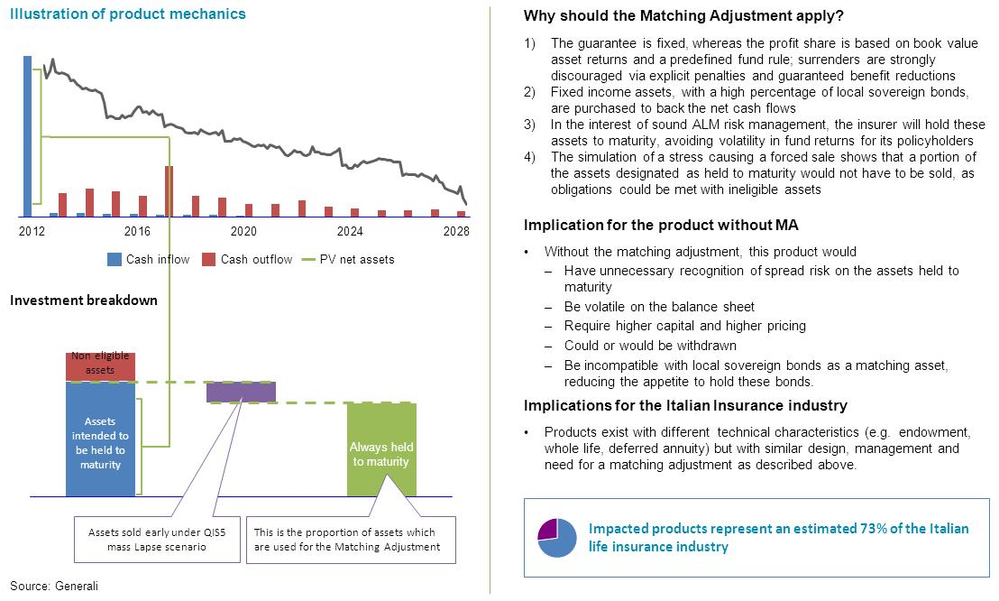 Illustration of product mechanics
2012 2016 2020 2024 2028
Cash inflow Cash outflow PV net assets
Investment breakdown
Non eligible
assets
Assets
intended to
be held to
maturity
Always held
to maturity
Assets sold early under QIS5
mass Lapse scenario
This is the proportion of assets which
are used for the Matching Adjustment
Source: Generali
Why should the Matching Adjustment apply?
1) The guarantee is fixed, whereas the profit share is based on book value
asset returns and a predefined fund rule; surrenders are strongly
discouraged via explicit penalties and guaranteed benefit reductions
2) Fixed income assets, with a high percentage of local sovereign bonds,
are purchased to back the net cash flows
3) In the interest of sound ALM risk management, the insurer will hold these
assets to maturity, avoiding volatility in fund returns for its policyholders
4) The simulation of a stress causing a forced sale shows that a portion of
the assets designated as held to maturity would not have to be sold, as
obligations could be met with ineligible assets
Implication for the product without MA
• Without the matching adjustment, this product would
– Have unnecessary recognition of spread risk on the assets held to
maturity
– Be volatile on the balance sheet
– Require higher capital and higher pricing
– Could or would be withdrawn
– Be incompatible with local sovereign bonds as a matching asset,
reducing the appetite to hold these bonds.
Implications for the Italian Insurance industry
• Products exist with different technical characteristics (e.g. endowment,
whole life, deferred annuity) but with similar design, management and
need for a matching adjustment as described above.
Impacted products represent an estimated 73% of the Italian
life insurance industry